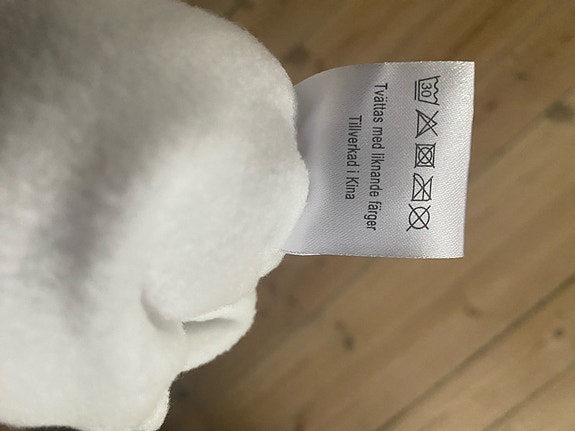 30
Tvättas med liknande färger
Tillverkad i Kina